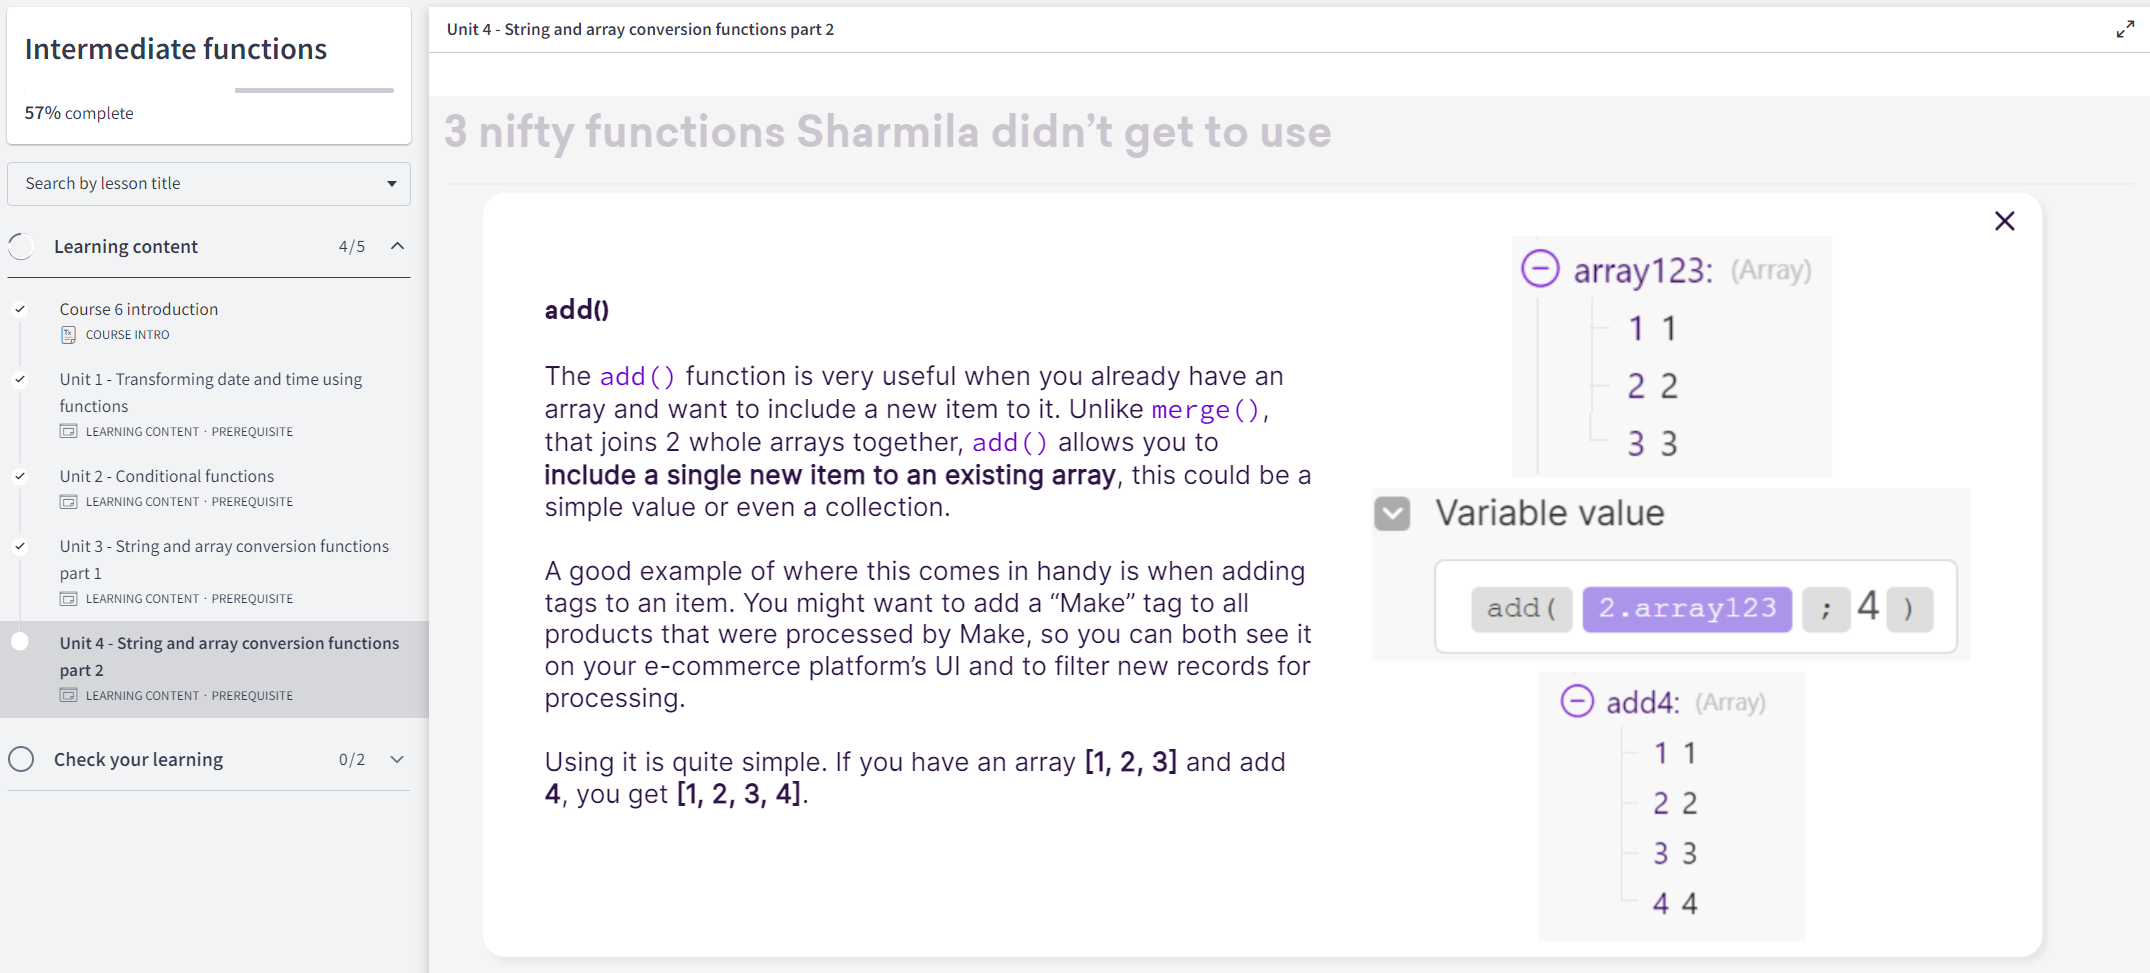 Intermediate functions
57% complete
Search by lesson title
Learning content 4/5
Course 6 introduction
COURSE INTRO
Unit 1 - Transforming date and time using
functions
LEARNING CONTENT · PREREQUISITE
Unit 2 - Conditional functions
LEARNING CONTENT · PREREQUISITE
Unit 3 - String and array conversion functions
part 1
LEARNING CONTENT · PREREQUISITE
Unit 4 - String and array conversion functions
part 2
LEARNING CONTENT · PREREQUISITE
Check your learning 0/2
Unit 4 - String and array conversion functions part 2
3 nifty functions Sharmila didn’t get to use
add()
The add() function is very useful when you already have an
array and want to include a new item to it. Unlike merge(),
that joins 2 whole arrays together, add() allows you to
include a single new item to an existing array, this could be a
simple value or even a collection.
A good example of where this comes in handy is when adding
tags to an item. You might want to add a “Make” tag to all
products that were processed by Make, so you can both see it
on your e-commerce platform’s UI and to filter new records for
processing.
Using it is quite simple. If you have an array [1, 2, 3] and add
4, you get [1, 2, 3, 4].
array123: (Array)
1 1
2 2
3 3
Variable value
add( 2.array123 ; 4 )
add4: (Array)
1 1
2 2
3 3
4 4